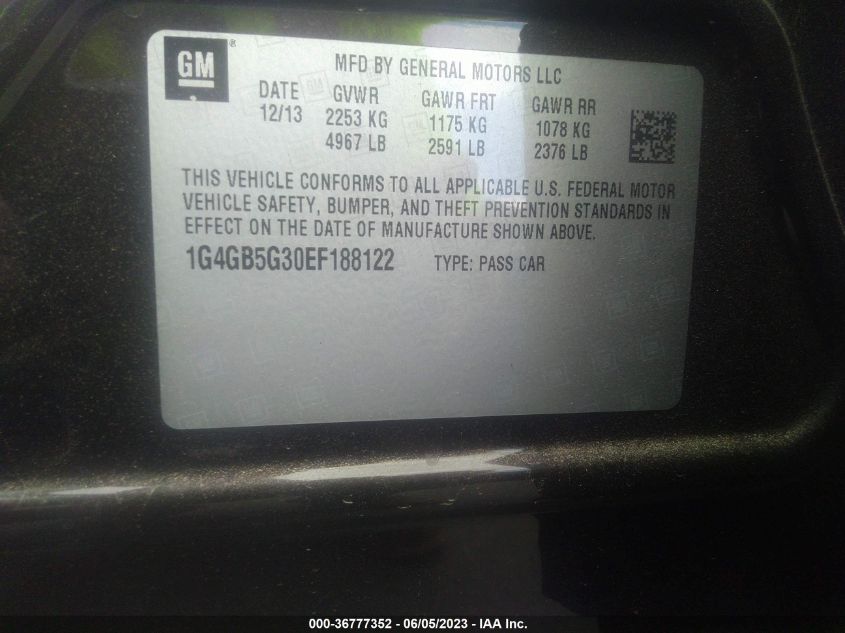 GM ®
MFD BY GENERAL MOTORS LLC
DATE GVWR GAWR FRT GAWR RR
12/13 2253 KG 1175 KG 1078 KG
4967 LB 2591 LB 2376 LB
THIS VEHICLE CONFORMS TO ALL APPLICABLE U.S. FEDERAL MOTOR
VEHICLE SAFETY, BUMPER, AND THEFT PREVENTION STANDARDS IN
EFFECT ON THE DATE OF MANUFACTURE SHOWN ABOVE.
1G4GB5G30EF188122 TYPE: PASS CAR
000-36777352 - 06/05/2023 - IAA Inc.